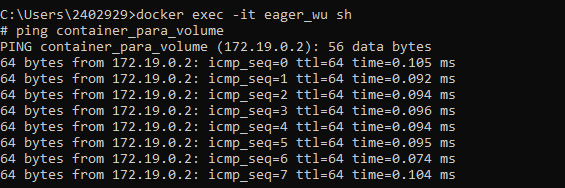 C:\Users\2402929>docker exec -it eager_wu sh
# ping container_para_volume
PING container_para_volume (172.19.0.2): 56 data bytes
64 bytes from 172.19.0.2: icmp_seq=0 ttl=64 time=0.105 ms
64 bytes from 172.19.0.2: icmp_seq=1 ttl=64 time=0.092 ms
64 bytes from 172.19.0.2: icmp_seq=2 ttl=64 time=0.094 ms
64 bytes from 172.19.0.2: icmp_seq=3 ttl=64 time=0.096 ms
64 bytes from 172.19.0.2: icmp_seq=4 ttl=64 time=0.094 ms
64 bytes from 172.19.0.2: icmp_seq=5 ttl=64 time=0.095 ms
64 bytes from 172.19.0.2: icmp_seq=6 ttl=64 time=0.074 ms
64 bytes from 172.19.0.2: icmp_seq=7 ttl=64 time=0.104 ms